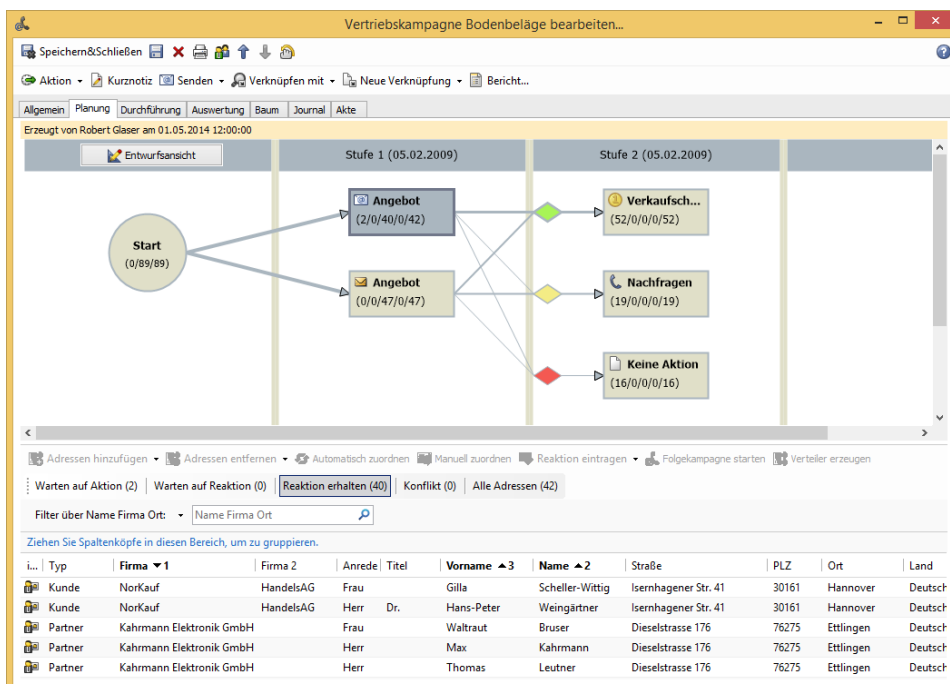 Vertriebskampagne Bodenbeläge bearbeiten...
Speichern&Schließen
Aktion Kurznotiz Senden Verknüpfen mit Neue Verknüpfung Bericht...
Allgemein Planung Durchführung Auswertung Baum Journal Akte
Erzeugt von Robert Glaser am 01.05.2014 12:00:00
Entwurfsansicht Stufe 1 (05.02.2009) Stufe 2 (05.02.2009)
Angebot
(2/0/40/0/42)
Verkaufsch...
(52/0/0/0/52)
Start
(0/89/89)
Angebot
(0/0/47/0/47)
Nachfragen
(19/0/0/0/19)
Keine Aktion
(16/0/0/0/16)
Adressen hinzufügen Adressen entfernen Automatisch zuordnen Manuell zuordnen Reaktion eintragen Folgekampagne starten Verteiler erzeugen
Warten auf Aktion (2) Warten auf Reaktion (0) Reaktion erhalten (40) Konflikt (0) Alle Adressen (42)
Filter über Name Firma Ort: Name Firma Ort
Ziehen Sie Spaltenköpfe in diesen Bereich, um zu gruppieren.
i... Typ Firma ▼1 Firma 2 Anrede Titel Vorname ▲3 Name ▲2 Straße PLZ Ort Land
Kunde NorKauf HandelsAG Frau Gilla Scheller-Wittig Isernhagener Str. 41 30161 Hannover Deutsch
Kunde NorKauf HandelsAG Herr Dr. Hans-Peter Weingärtner Isernhagener Str. 41 30161 Hannover Deutsch
Partner Kahrmann Elektronik GmbH Frau Waltraut Bruser Dieselstrasse 176 76275 Ettlingen Deutsch
Partner Kahrmann Elektronik GmbH Herr Max Kahrmann Dieselstrasse 176 76275 Ettlingen Deutsch
Partner Kahrmann Elektronik GmbH Herr Thomas Leutner Dieselstrasse 176 76275 Ettlingen Deutsch